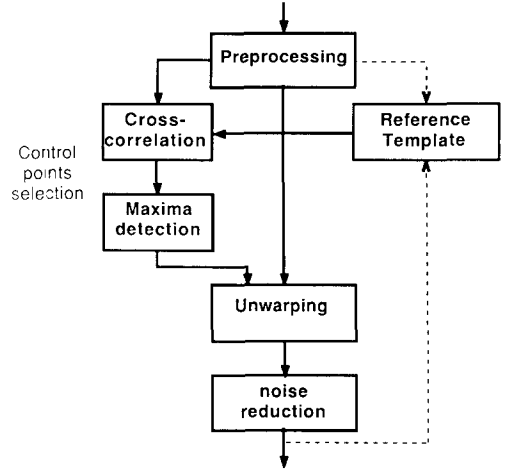 Preprocessing
Cross-
correlation
Reference
Template
Control
points
selection
Maxima
detection
Unwarping
noise
reduction